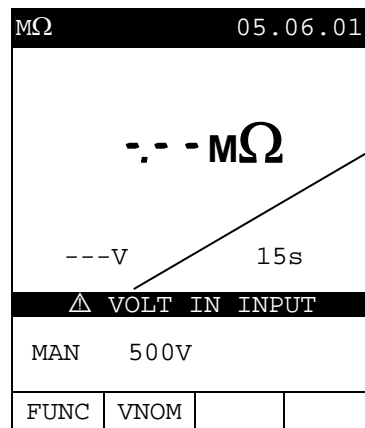 MΩ 05.06.01
-.-- MΩ
---V 15s
⚠ VOLT IN INPUT
MAN 500V
FUNC VNOM